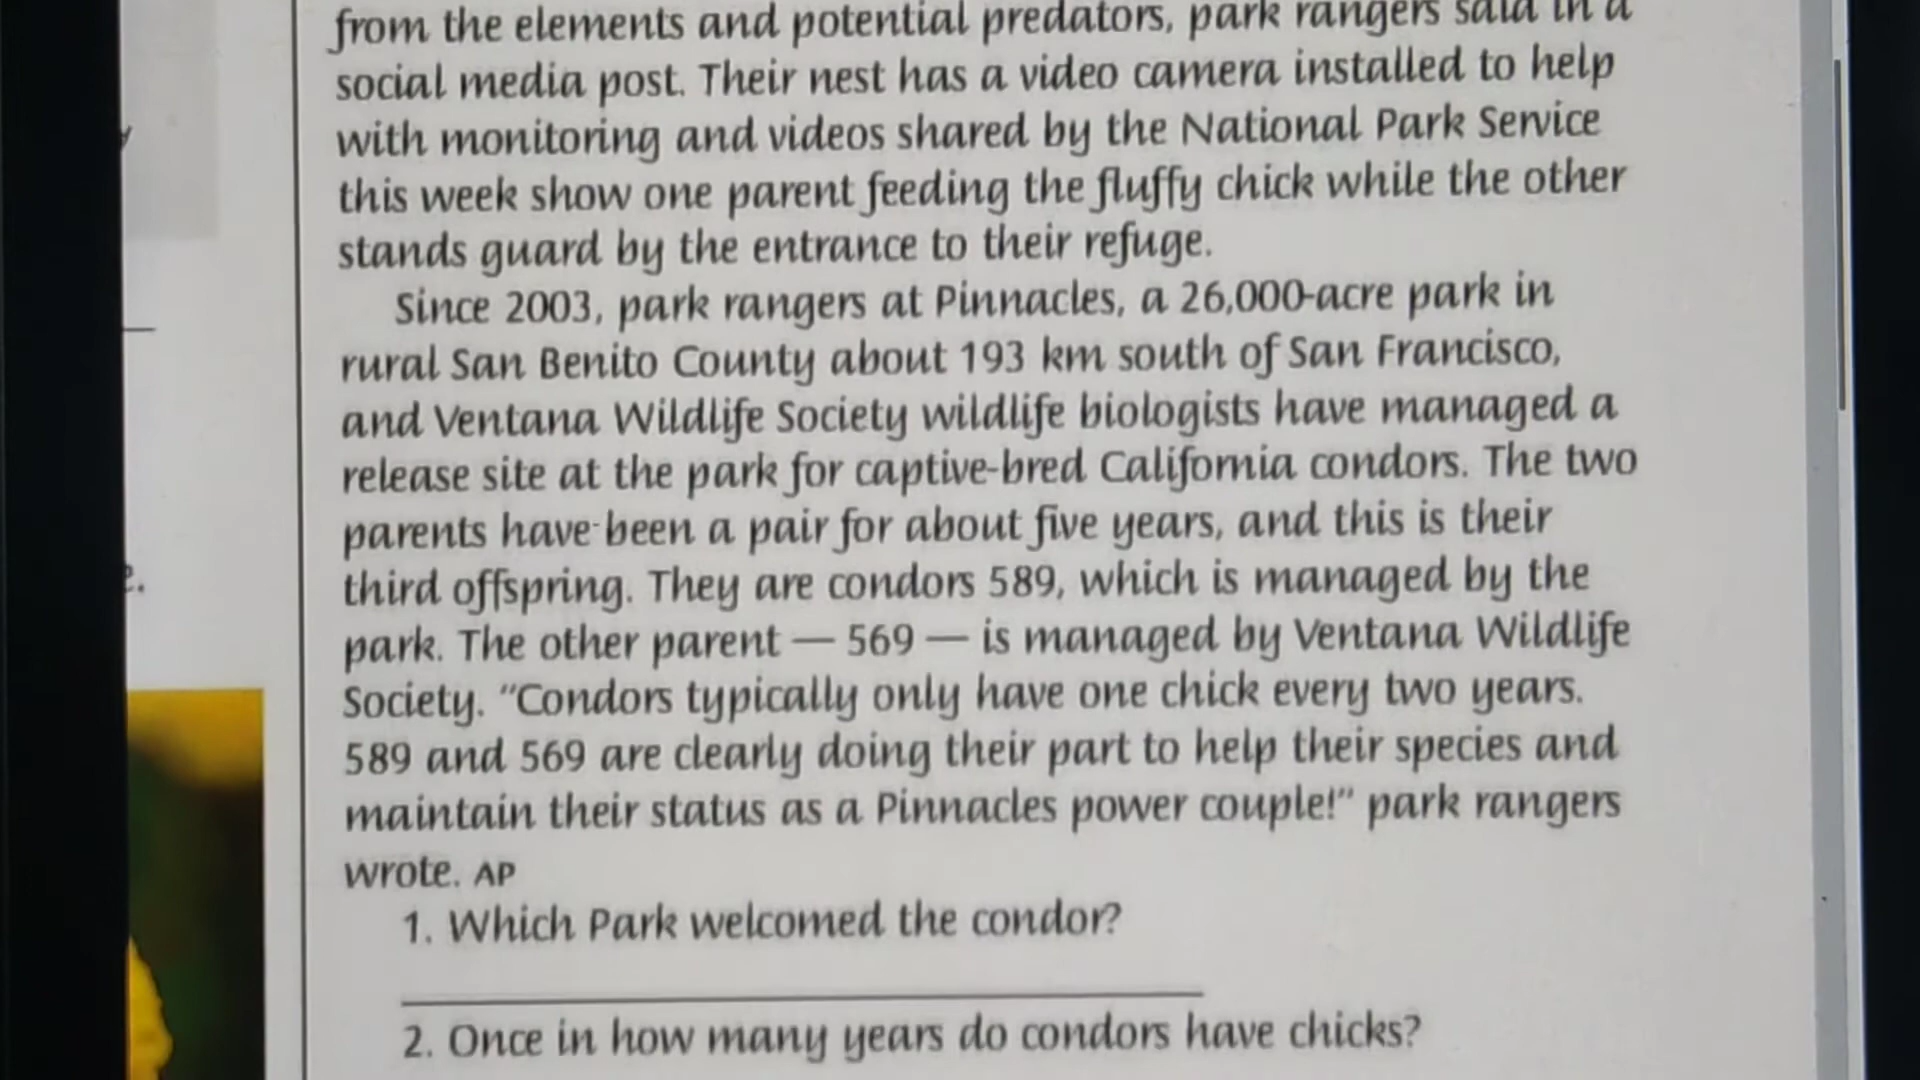 from the elements and potential predators, park rangers said in a
social media post. Their nest has a video camera installed to help
with monitoring and videos shared by the National Park Service
this week show one parent feeding the fluffy chick while the other
stands guard by the entrance to their refuge.
Since 2003, park rangers at Pinnacles, a 26,000-acre park in
rural San Benito County about 193 km south of San Francisco,
and Ventana Wildlife Society wildlife biologists have managed a
release site at the park for captive-bred California condors. The two
parents have been a pair for about five years, and this is their
third offspring. They are condors 589, which is managed by the
park. The other parent — 569 — is managed by Ventana Wildlife
Society. “Condors typically only have one chick every two years.
589 and 569 are clearly doing their part to help their species and
maintain their status as a Pinnacles power couple!” park rangers
wrote. AP
1. Which Park welcomed the condor?
2. Once in how many years do condors have chicks?